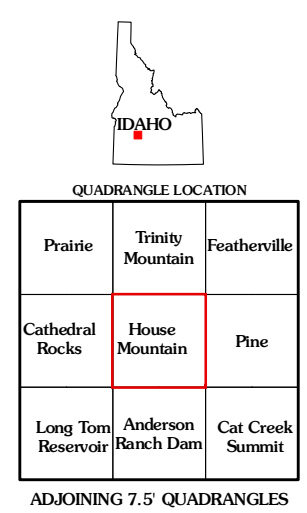 IDAHO
QUADRANGLE LOCATION
Prairie
Trinity
Mountain
Featherville
Cathedral
Rocks
House
Mountain
Pine
Long Tom
Reservoir
Anderson
Ranch Dam
Cat Creek
Summit
ADJOINING 7.5' QUADRANGLES